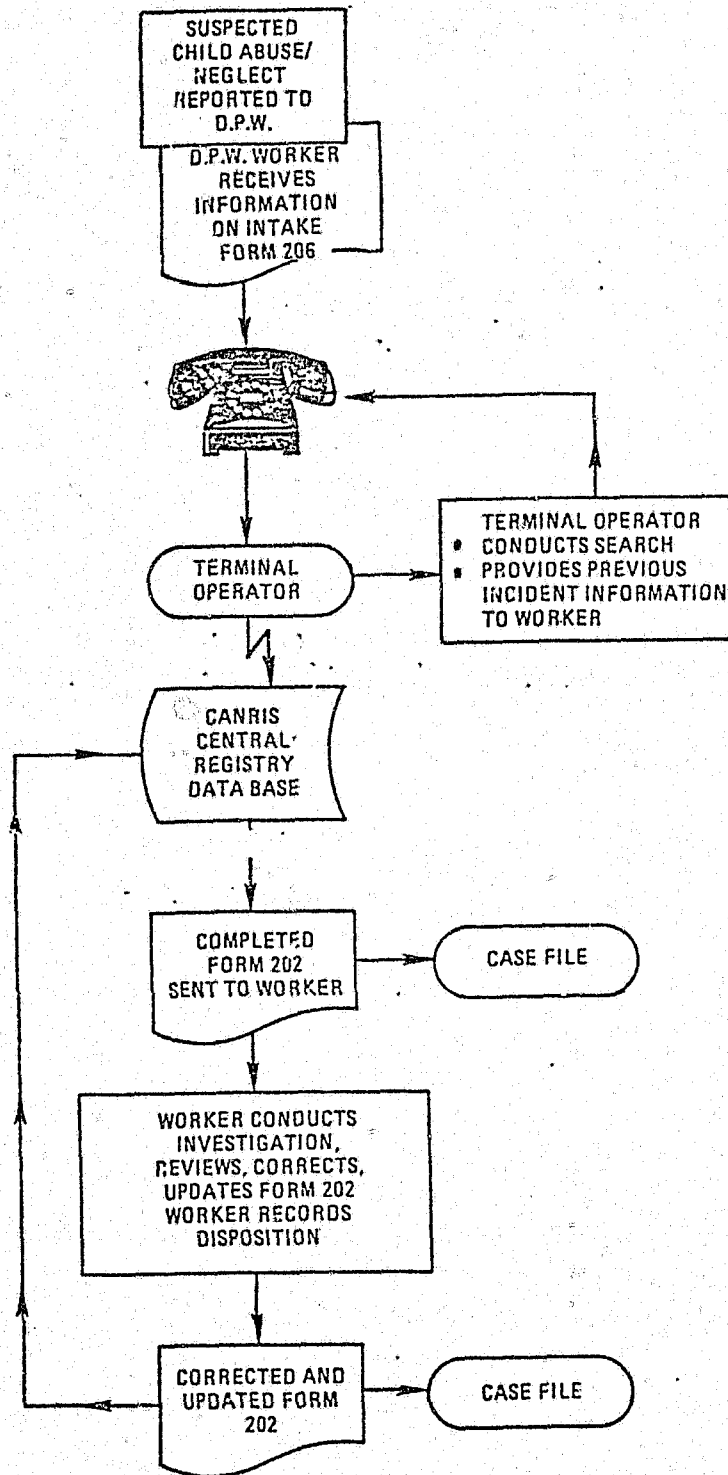 SUSPECTED
CHILD ABUSE/
NEGLECT
REPORTED TO
D.P.W.
D.P.W. WORKER
RECEIVES
INFORMATION
ON INTAKE
FORM 206
TERMINAL
OPERATOR
TERMINAL OPERATOR
• CONDUCTS SEARCH
• PROVIDES PREVIOUS
INCIDENT INFORMATION
TO WORKER
CANRIS
CENTRAL
REGISTRY
DATA BASE
COMPLETED
FORM 202
SENT TO WORKER
CASE FILE
WORKER CONDUCTS
INVESTIGATION,
REVIEWS, CORRECTS,
UPDATES FORM 202
WORKER RECORDS
DISPOSITION
CORRECTED AND
UPDATED FORM
202
CASE FILE